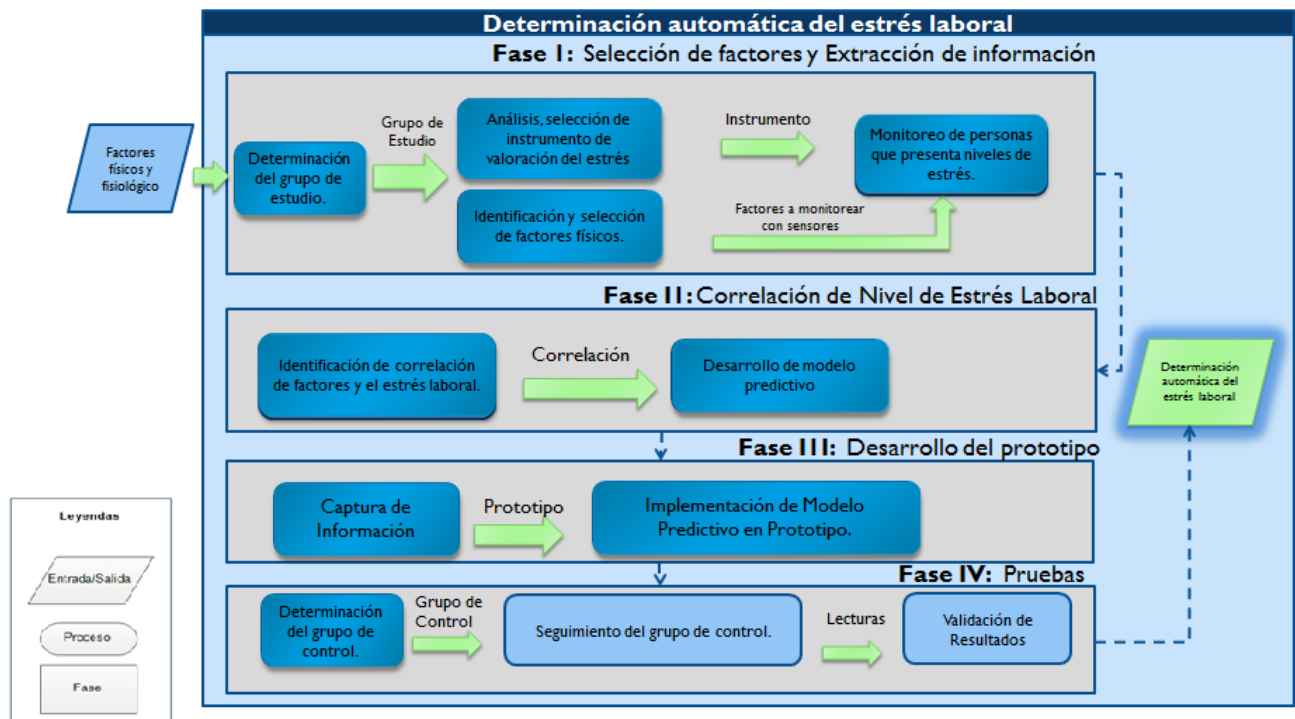 Determinación automática del estrés laboral
Fase I: Selección de factores y Extracción de información
Factores
físicos y
fisiológico
Determinación
del grupo de
estudio.
Grupo de
Estudio
Análisis, selección de
instrumento de
valoración del estrés
Identificación y selección
de factores físicos.
Instrumento
Factores a monitorear
con sensores
Monitoreo de personas
que presenta niveles de
estrés.
Fase II: Correlación de Nivel de Estrés Laboral
Identificación de correlación
de factores y el estrés laboral.
Correlación
Desarrollo de modelo
predictivo
Determinación
automática del
estrés laboral
Fase III: Desarrollo del prototipo
Captura de
Información
Prototipo
Implementación de Modelo
Predictivo en Prototipo.
Fase IV: Pruebas
Determinación
del grupo de
control.
Grupo de
Control
Seguimiento del grupo de control.
Lecturas
Validación de
Resultados
Leyendas
Entrada/Salida
Proceso
Fase